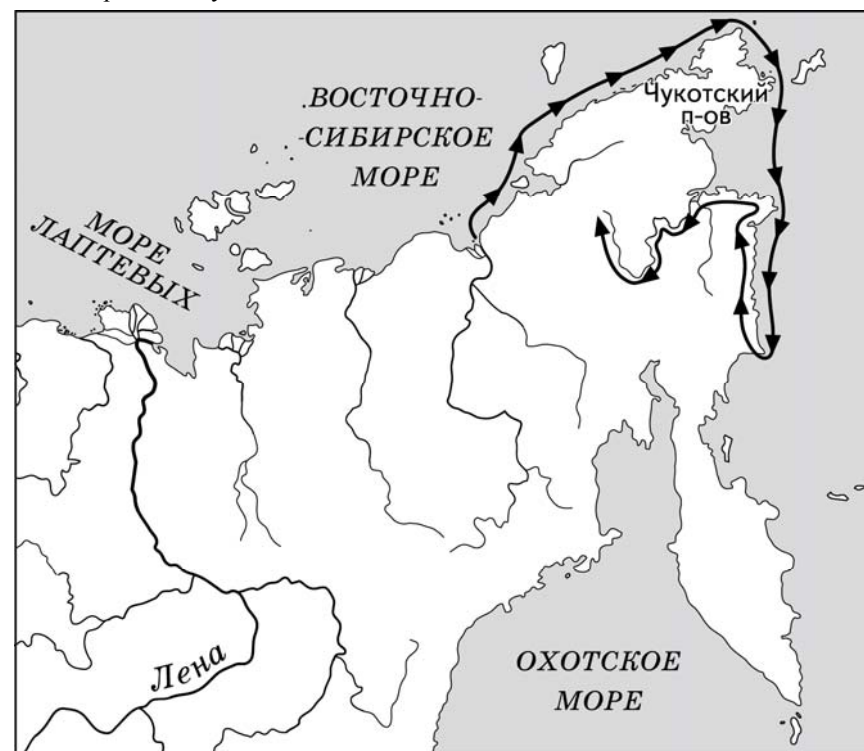 ВОСТОЧНО-
-СИБИРСКОЕ
МОРЕ
Чукотский
п-ов
МОРЕ
ЛАПТЕВЫХ
Лена
ОХОТСКОЕ
МОРЕ